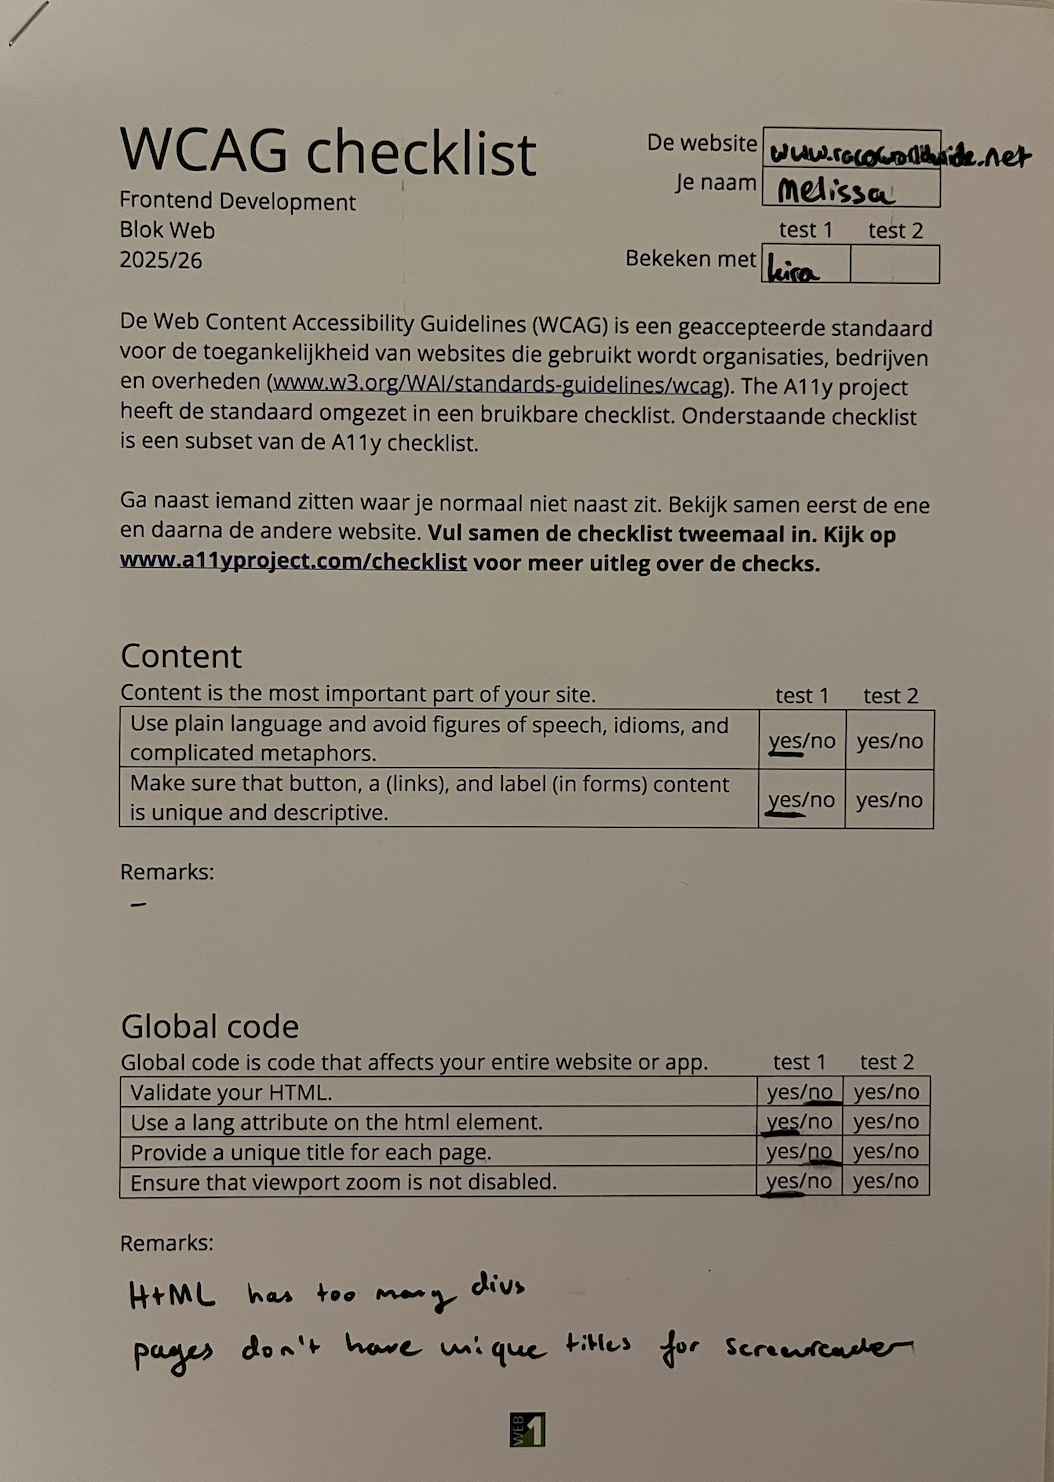 WCAG checklist
Frontend Development
Blok Web
2025/26
De website www.racoworldwide.net
Je naam Melissa
test 1 test 2
Bekeken met kira
De Web Content Accessibility Guidelines (WCAG) is een geaccepteerde standaard
voor de toegankelijkheid van websites die gebruikt wordt organisaties, bedrijven
en overheden (www.w3.org/WAI/standards-guidelines/wcag). The A11y project
heeft de standaard omgezet in een bruikbare checklist. Onderstaande checklist
is een subset van de A11y checklist.
Ga naast iemand zitten waar je normaal niet naast zit. Bekijk samen eerst de ene
en daarna de andere website. Vul samen de checklist tweemaal in. Kijk op
www.a11yproject.com/checklist voor meer uitleg over de checks.
Content
Content is the most important part of your site. test 1 test 2
Use plain language and avoid figures of speech, idioms, and
complicated metaphors. yes/no yes/no
Make sure that button, a (links), and label (in forms) content
is unique and descriptive. yes/no yes/no
Remarks:
–
Global code
Global code is code that affects your entire website or app. test 1 test 2
Validate your HTML. yes/no yes/no
Use a lang attribute on the html element. yes/no yes/no
Provide a unique title for each page. yes/no yes/no
Ensure that viewport zoom is not disabled. yes/no yes/no
Remarks:
HTML has too many divs
pages don't have unique titles for screenreader
WEB 1